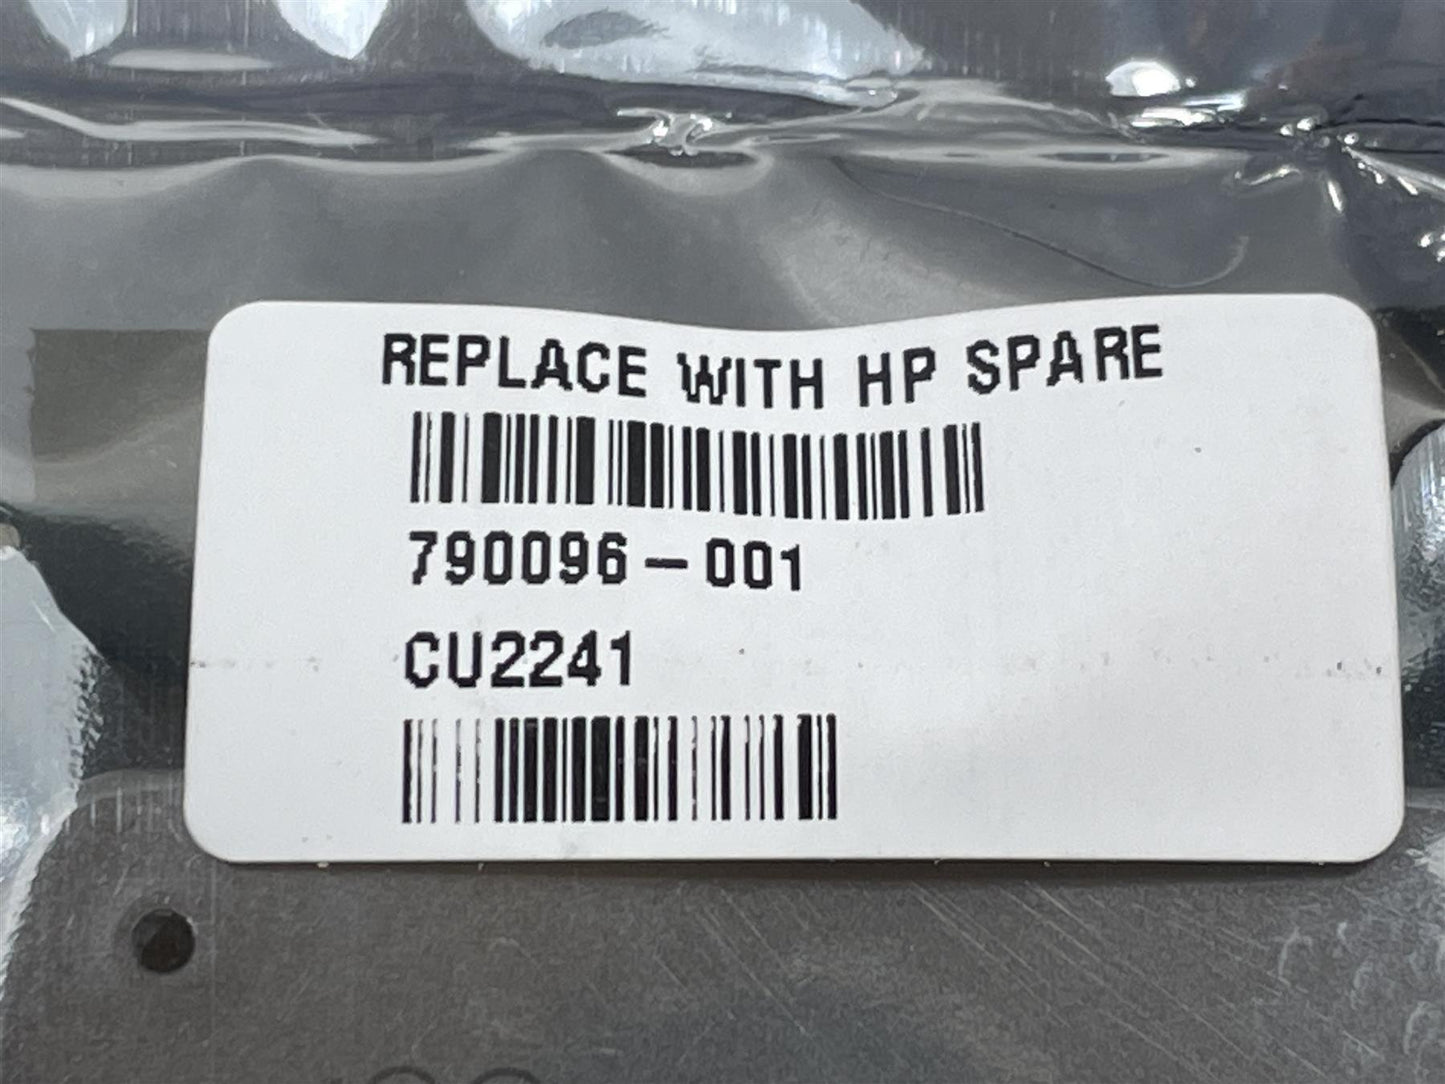 REPLACE WITH HP SPARE
790096-001
CU2241